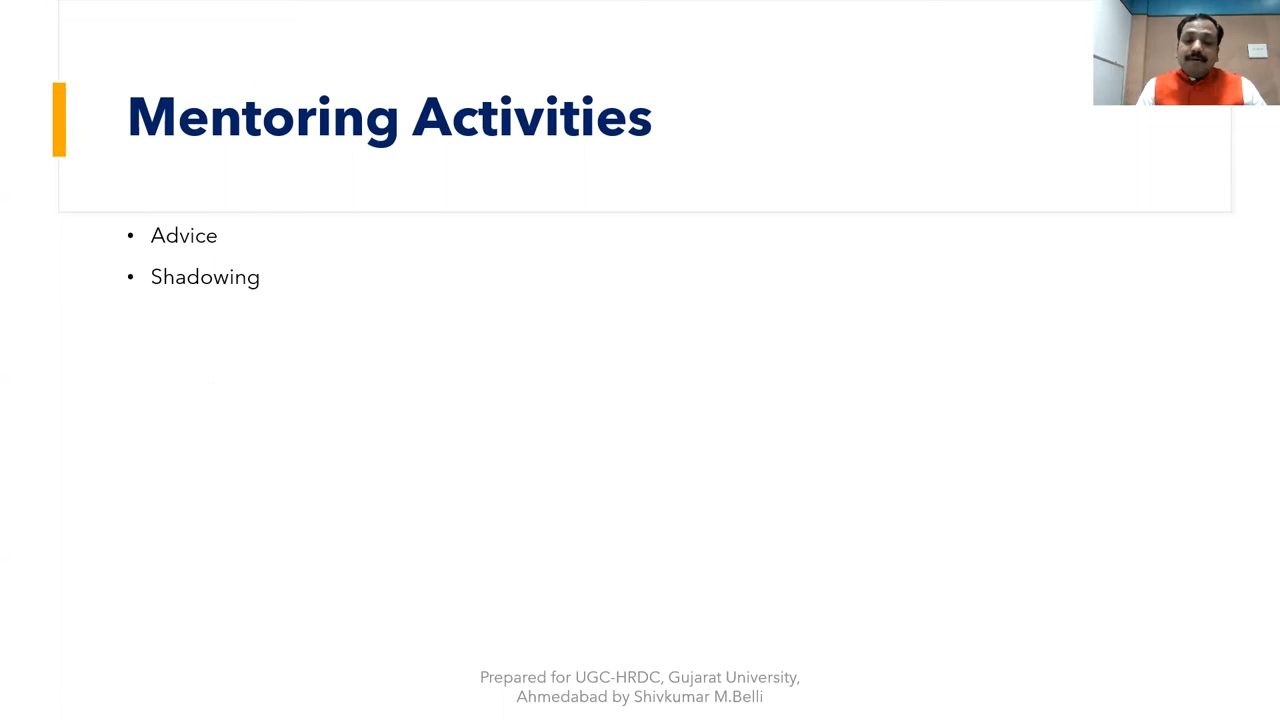 Mentoring Activities
• Advice
• Shadowing
Prepared for UGC-HRDC, Gujarat University,
Ahmedabad by Shivkumar M.Belli